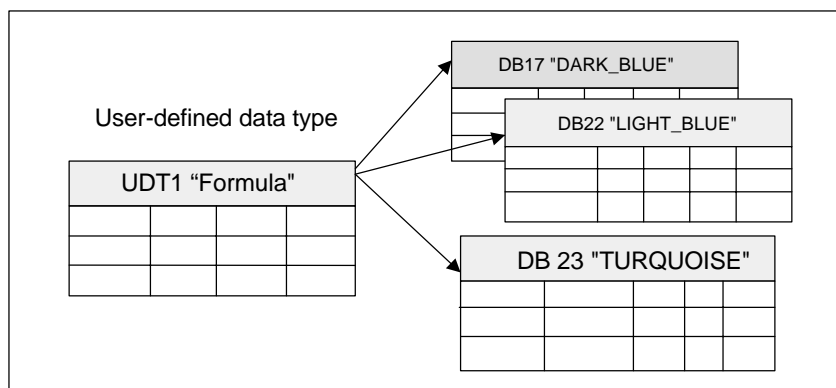 DB17 "DARK_BLUE"
User-defined data type
DB22 "LIGHT_BLUE"
UDT1 “Formula"
DB 23 "TURQUOISE"